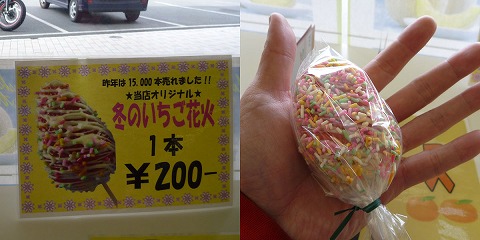 昨年は15,000本売れました!!
★当店オリジナル★
冬のいちご花火
1本
¥200-